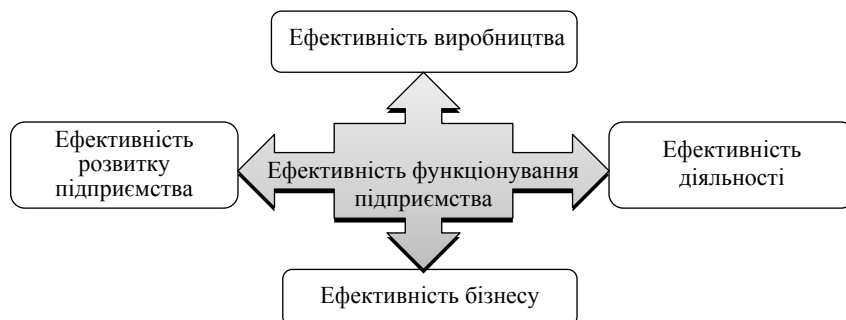 Ефективність виробництва
Ефективність
розвитку
підприємства
Ефективність функціонування
підприємства
Ефективність
діяльності
Ефективність бізнесу